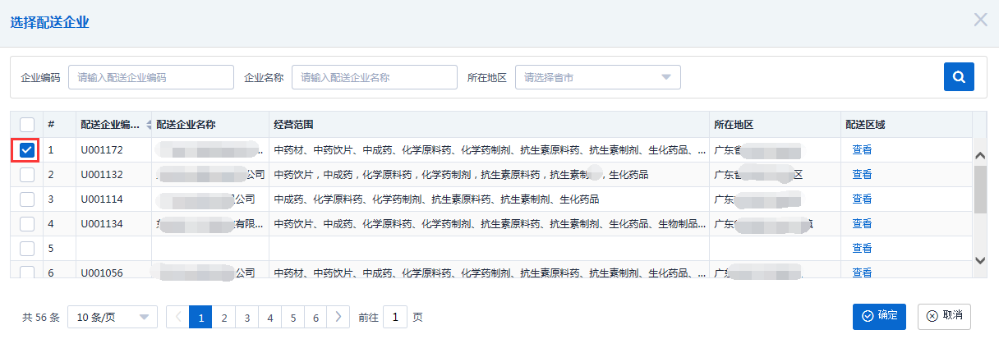 选择配送企业
企业编码 请输入配送企业编码 企业名称 请输入配送企业名称 所在地区 请选择省市
# 配送企业编... 配送企业名称 经营范围 所在地区 配送区域
1 U001172 ... 中药材、中药饮片、中成药、化学原料药、化学药制剂、抗生素原料药、抗生素制剂、生化药品、... 广东省 查看
2 U001132 公司 中药饮片，中成药，化学原料药，化学药制剂，抗生素原料药，抗生素制 ，生化药品 广东省 区 查看
3 U001114 公司 中成药、化学原料药、化学药制剂、抗生素原料药、抗生素制剂、生化药品 广东 查看
4 U001134 有限... 中药饮片、中成药、化学原料药、化学药制剂、抗生素原料药、抗生素制剂、生化药品、生物制品... 广东 镇 查看
5 查看
6 U001056 公司 中药材、中药饮片、中成药、化学原料药、化学药制剂、抗生素原料药、抗生素制剂、生化药品、... 广东 查看
共 56 条 10 条/页 1 2 3 4 5 6 前往 1 页 确定 取消